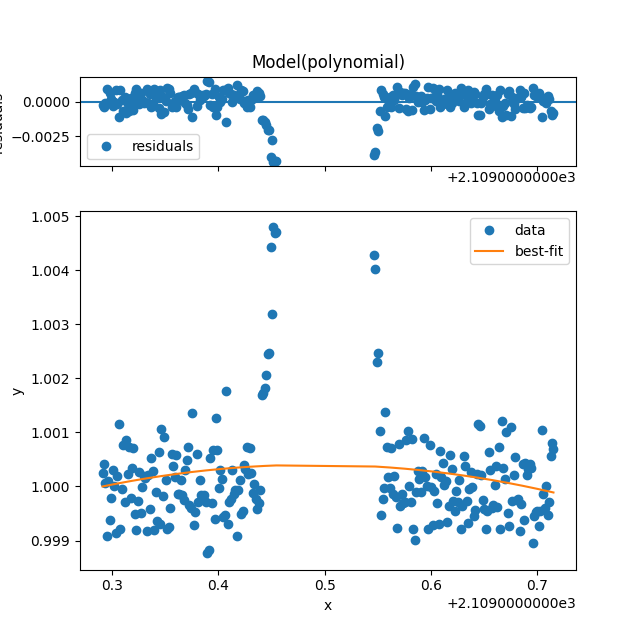 Model(polynomial)
0.0000
−0.0025
residuals
+2.1090000000e3
1.005
1.004
1.003
1.002
1.001
1.000
0.999
y
data
best-fit
0.3 0.4 0.5 0.6 0.7
x
+2.1090000000e3